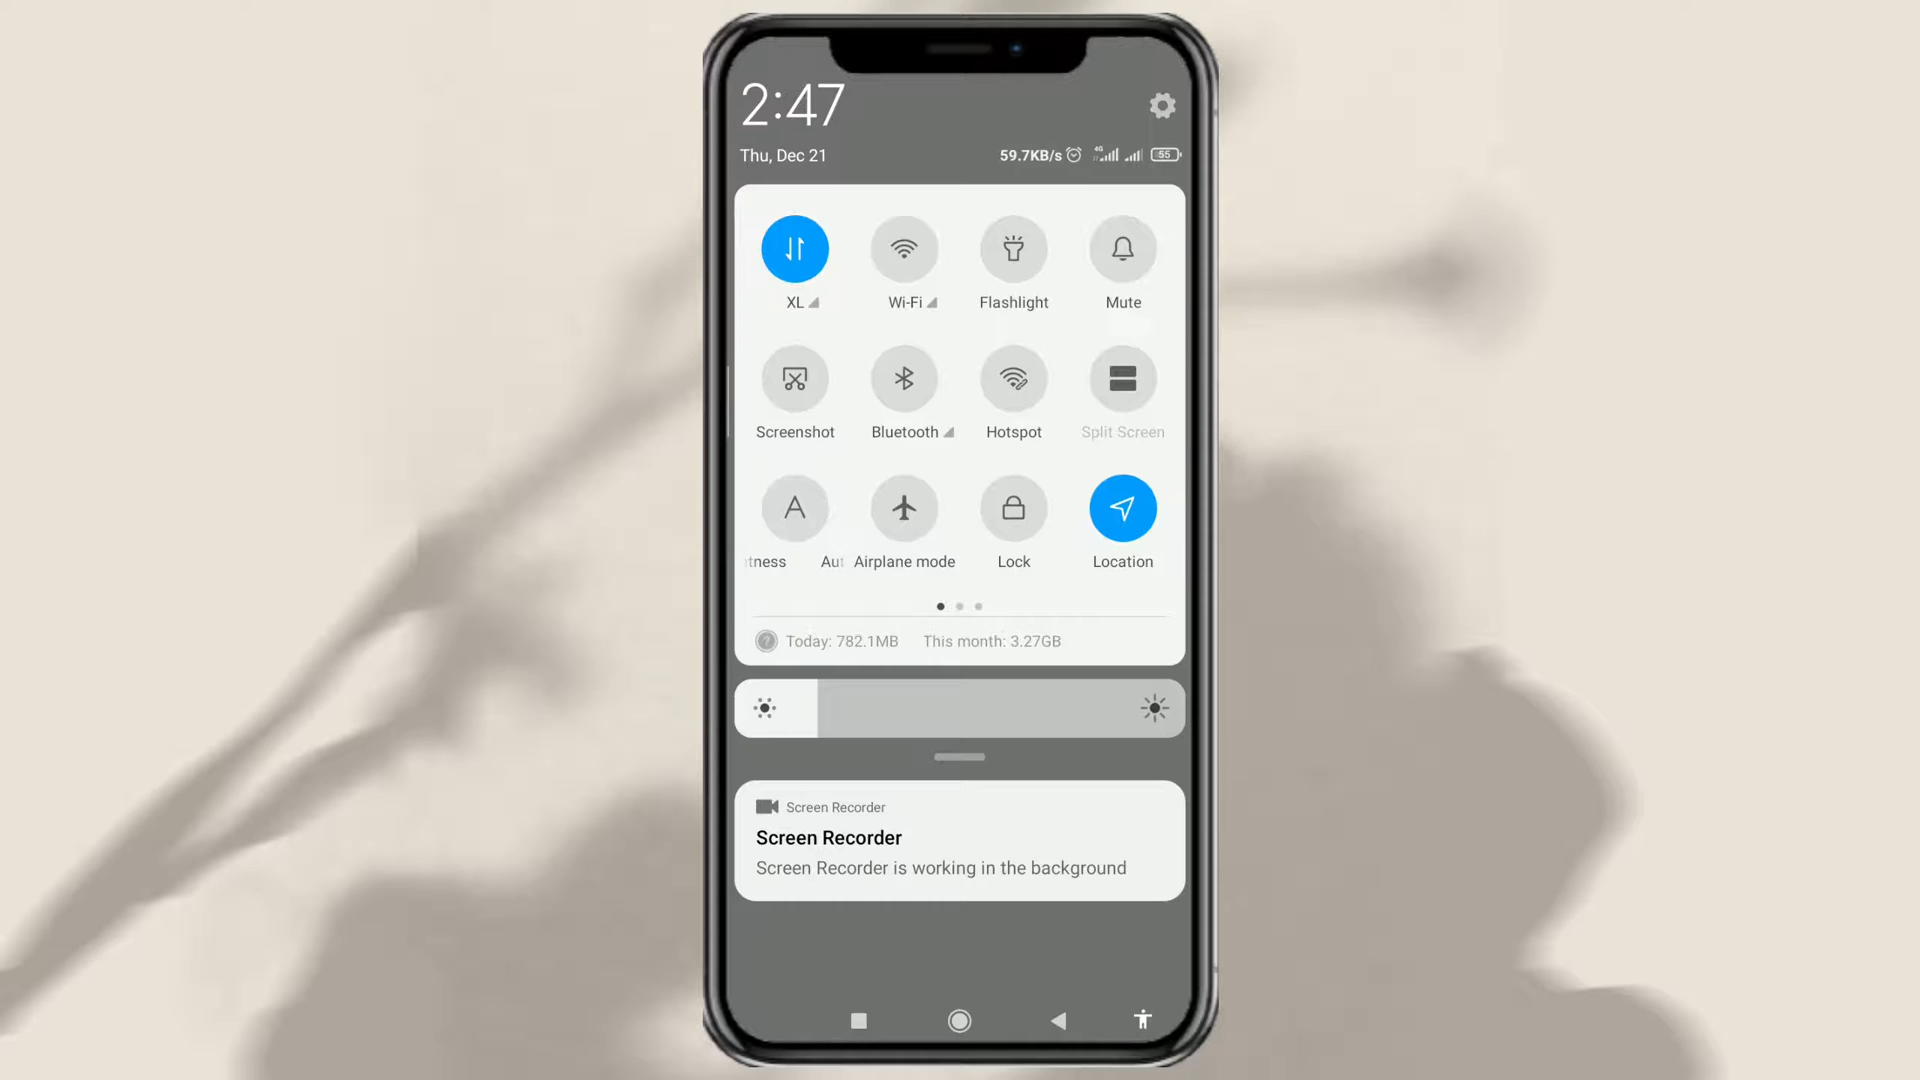 2:47
Thu, Dec 21
59.7KB/s 4G 55
XL Wi-Fi Flashlight Mute
Screenshot Bluetooth Hotspot Split Screen
A
tness Aut Airplane mode Lock Location
? Today: 782.1MB This month: 3.27GB
Screen Recorder
Screen Recorder
Screen Recorder is working in the background